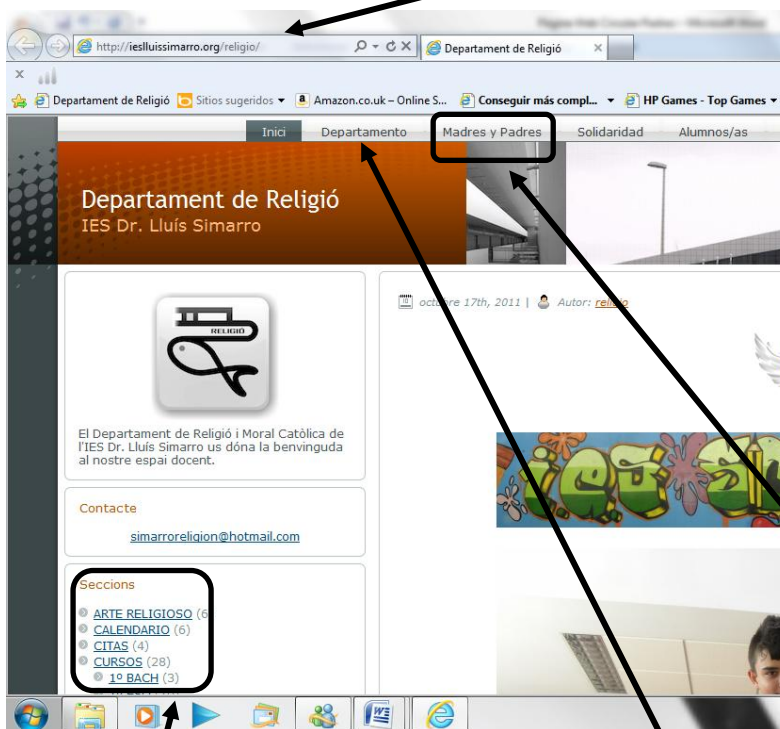 http://ieslluissimarro.org/religio/
Departament de Religió
Departament de Religió Sitios sugeridos Amazon.co.uk – Online S... Conseguir más compl... HP Games - Top Games
Inici Departamento Madres y Padres Solidaridad Alumnos/as
Departament de Religió
IES Dr. Lluís Simarro
RELIGIÓ
octubre 17th, 2011 | Autor: religio
El Departament de Religió i Moral Catòlica de
l'IES Dr. Lluís Simarro us dóna la benvinguda
al nostre espai docent.
ies
Contacte
simarroreligion@hotmail.com
Seccions
ARTE RELIGIOSO (6
CALENDARIO (6)
CITAS (4)
CURSOS (28)
1º BACH (3)